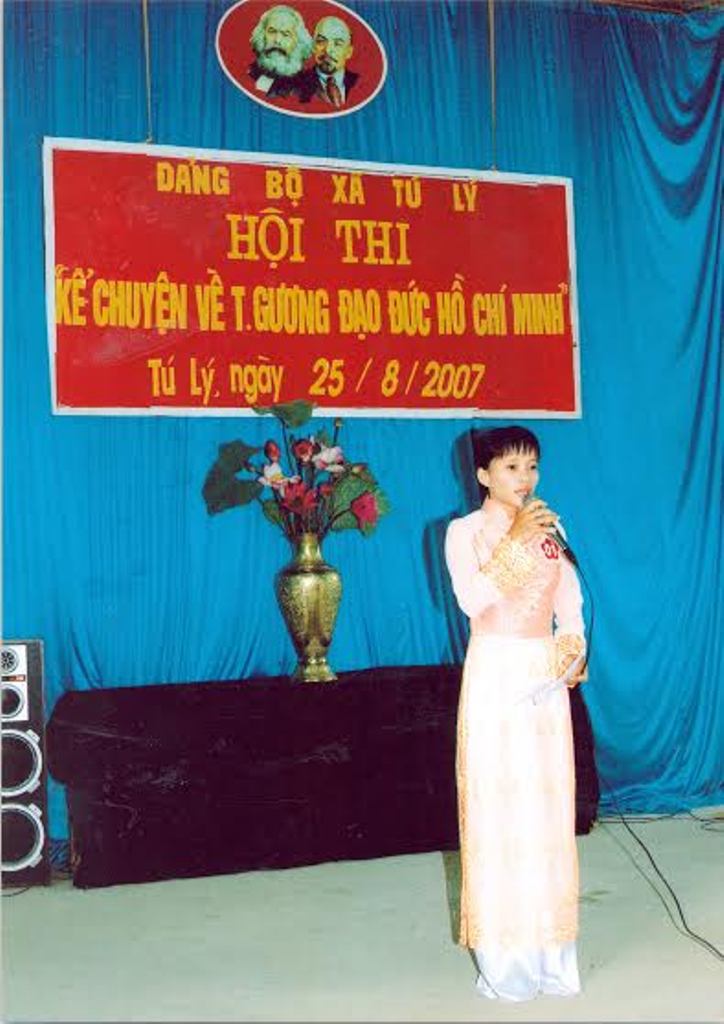 ĐẢNG BỘ XÃ TÚ LÝ
HỘI THI
"KỂ CHUYỆN VỀ T.GƯƠNG ĐẠO ĐỨC HỒ CHÍ MINH"
Tú Lý, ngày 25/8/2007
01